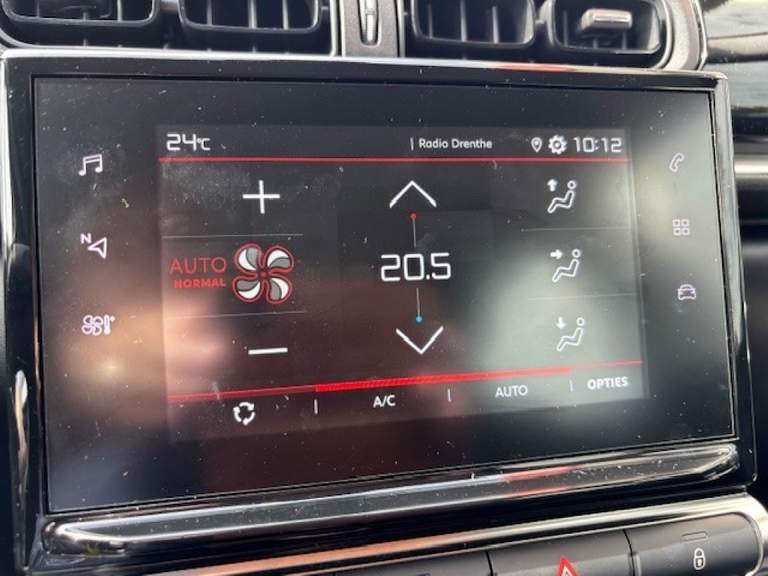 24°C | Radio Drenthe 10:12
N
AUTO
NORMAL
20.5
A/C | AUTO | OPTIES